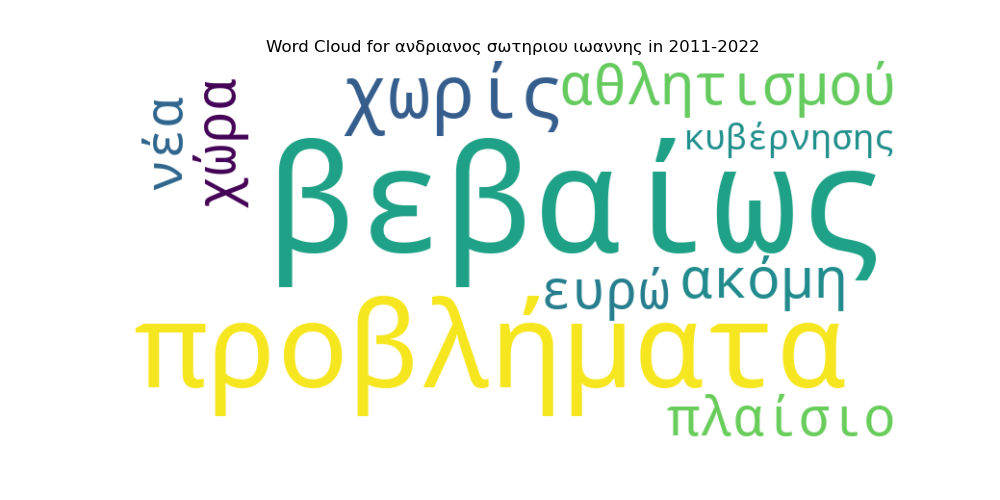 Word Cloud for ανδριανος σωτηριου ιωαννης in 2011-2022
νέα
χώρα
χωρίς
αθλητισμού
κυβέρνησης
βεβαίως
ευρώ
ακόμη
προβλήματα
πλαίσιο